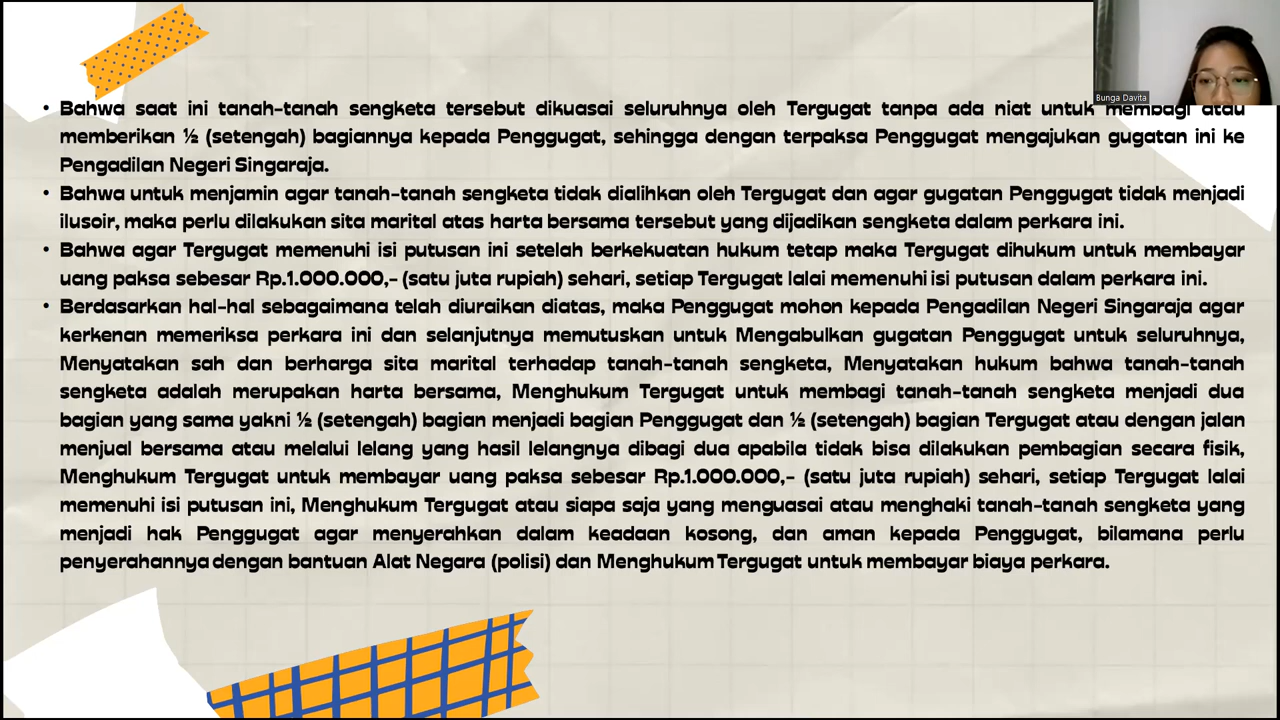 Bunga Davita
• Bahwa saat ini tanah-tanah sengketa tersebut dikuasai seluruhnya oleh Tergugat tanpa ada niat untuk membagi atau
memberikan ½ (setengah) bagiannya kepada Penggugat, sehingga dengan terpaksa Penggugat mengajukan gugatan ini ke
Pengadilan Negeri Singaraja.
• Bahwa untuk menjamin agar tanah-tanah sengketa tidak dialihkan oleh Tergugat dan agar gugatan Penggugat tidak menjadi
ilusoir, maka perlu dilakukan sita marital atas harta bersama tersebut yang dijadikan sengketa dalam perkara ini.
• Bahwa agar Tergugat memenuhi isi putusan ini setelah berkekuatan hukum tetap maka Tergugat dihukum untuk membayar
uang paksa sebesar Rp.1.000.000,- (satu juta rupiah) sehari, setiap Tergugat lalai memenuhi isi putusan dalam perkara ini.
• Berdasarkan hal-hal sebagaimana telah diuraikan diatas, maka Penggugat mohon kepada Pengadilan Negeri Singaraja agar
kerkenan memeriksa perkara ini dan selanjutnya memutuskan untuk Mengabulkan gugatan Penggugat untuk seluruhnya,
Menyatakan sah dan berharga sita marital terhadap tanah-tanah sengketa, Menyatakan hukum bahwa tanah-tanah
sengketa adalah merupakan harta bersama, Menghukum Tergugat untuk membagi tanah-tanah sengketa menjadi dua
bagian yang sama yakni ½ (setengah) bagian menjadi bagian Penggugat dan ½ (setengah) bagian Tergugat atau dengan jalan
menjual bersama atau melalui lelang yang hasil lelangnya dibagi dua apabila tidak bisa dilakukan pembagian secara fisik,
Menghukum Tergugat untuk membayar uang paksa sebesar Rp.1.000.000,- (satu juta rupiah) sehari, setiap Tergugat lalai
memenuhi isi putusan ini, Menghukum Tergugat atau siapa saja yang menguasai atau menghaki tanah-tanah sengketa yang
menjadi hak Penggugat agar menyerahkan dalam keadaan kosong, dan aman kepada Penggugat, bilamana perlu
penyerahannya dengan bantuan Alat Negara (polisi) dan Menghukum Tergugat untuk membayar biaya perkara.